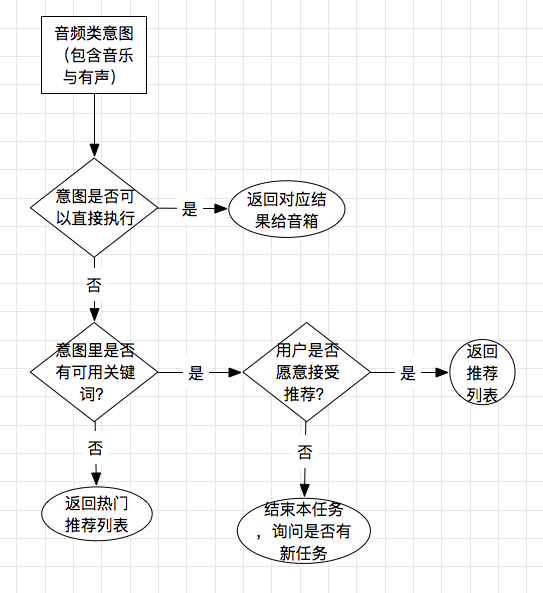 音频类意图
（包含音乐
与有声）
意图是否可
以直接执行
是
返回对应结
果给音箱
否
意图里是否
有可用关键
词？
是
用户是否
愿意接受
推荐？
是
返回
推荐
列表
否
否
返回热门
推荐列表
结束本任务
，询问是否有
新任务